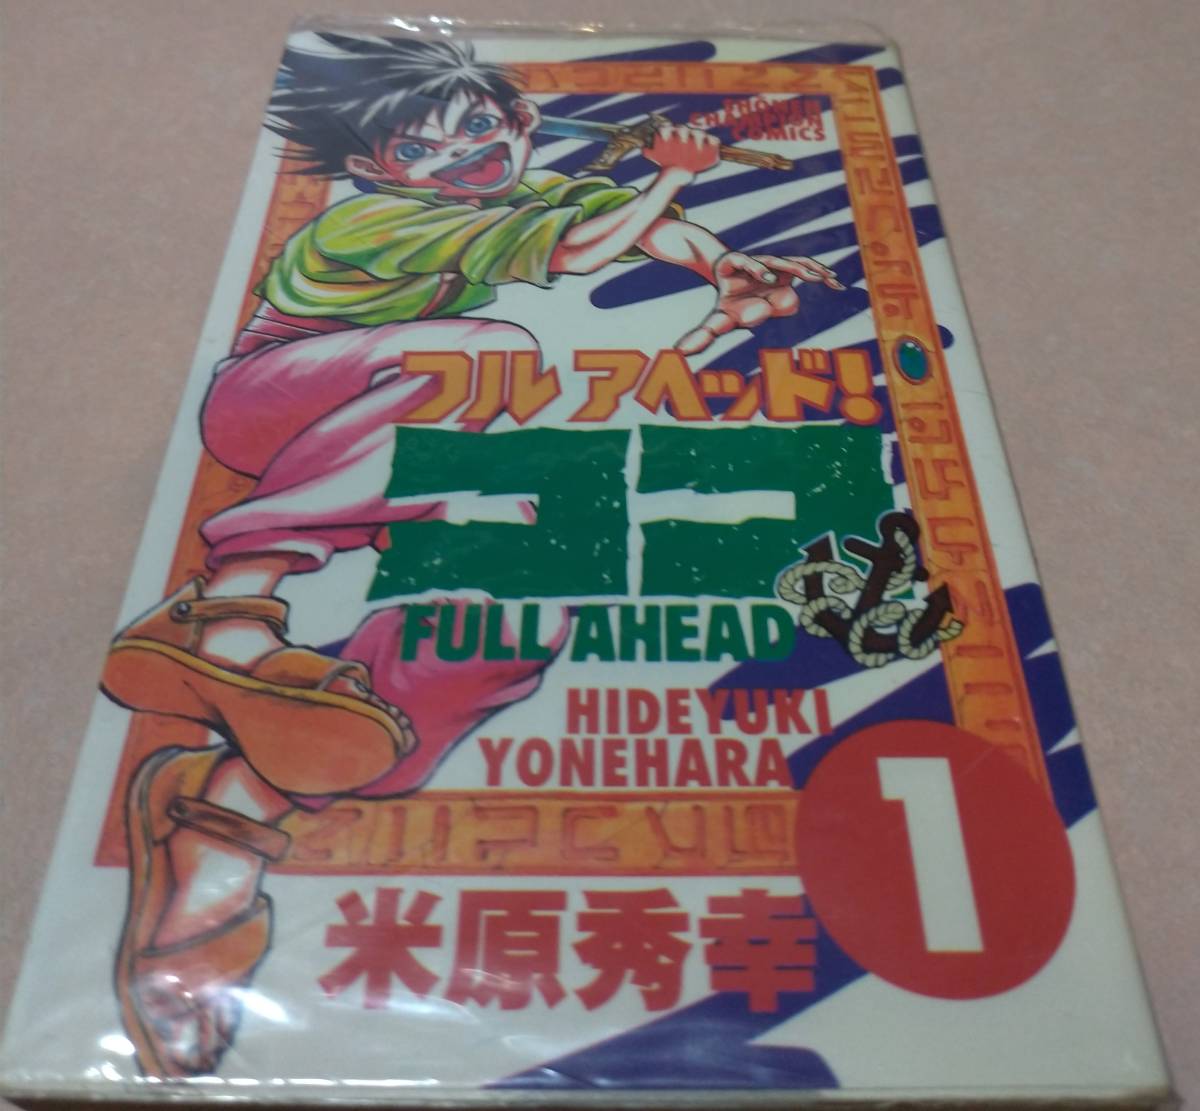 SHŌNEN
CHAMPION
COMICS
フルアヘッド!
ココ
FULL AHEAD
HIDEYUKI
YONEHARA
1
米原秀幸